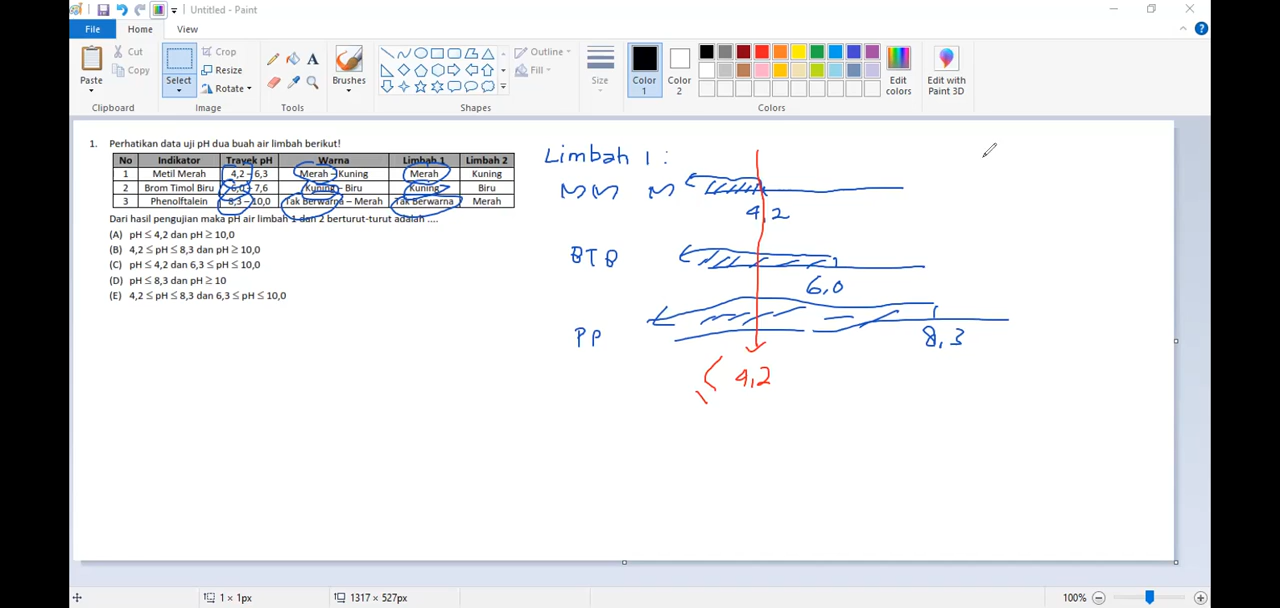 Untitled - Paint
File Home View
Paste
Cut
Copy
Clipboard
Select
Crop
Resize
Rotate
Image
Tools
Brushes
Shapes
Outline
Fill
Size
Color 1
Color 2
Colors
Edit colors
Edit with Paint 3D
1. Perhatikan data uji pH dua buah air limbah berikut!
No Indikator Trayek pH Warna Limbah 1 Limbah 2
1 Metil Merah 4,2 – 6,3 Merah – Kuning Merah Kuning
2 Brom Timol Biru 6,0 – 7,6 Kuning – Biru Kuning Biru
3 Phenolftalein 8,3 – 10,0 Tak Berwarna – Merah Tak Berwarna Merah
Dari hasil pengujian maka pH air limbah 1 dan 2 berturut-turut adalah ....
(A) pH ≤ 4,2 dan pH ≥ 10,0
(B) 4,2 ≤ pH ≤ 8,3 dan pH ≥ 10,0
(C) pH ≤ 4,2 dan 6,3 ≤ pH ≤ 10,0
(D) pH ≤ 8,3 dan pH ≥ 10
(E) 4,2 ≤ pH ≤ 8,3 dan 6,3 ≤ pH ≤ 10,0
Limbah 1 :
MM M
4,2
BTB
6,0
PP
8,3
≤ 4,2
1 × 1px
1317 × 527px
100%